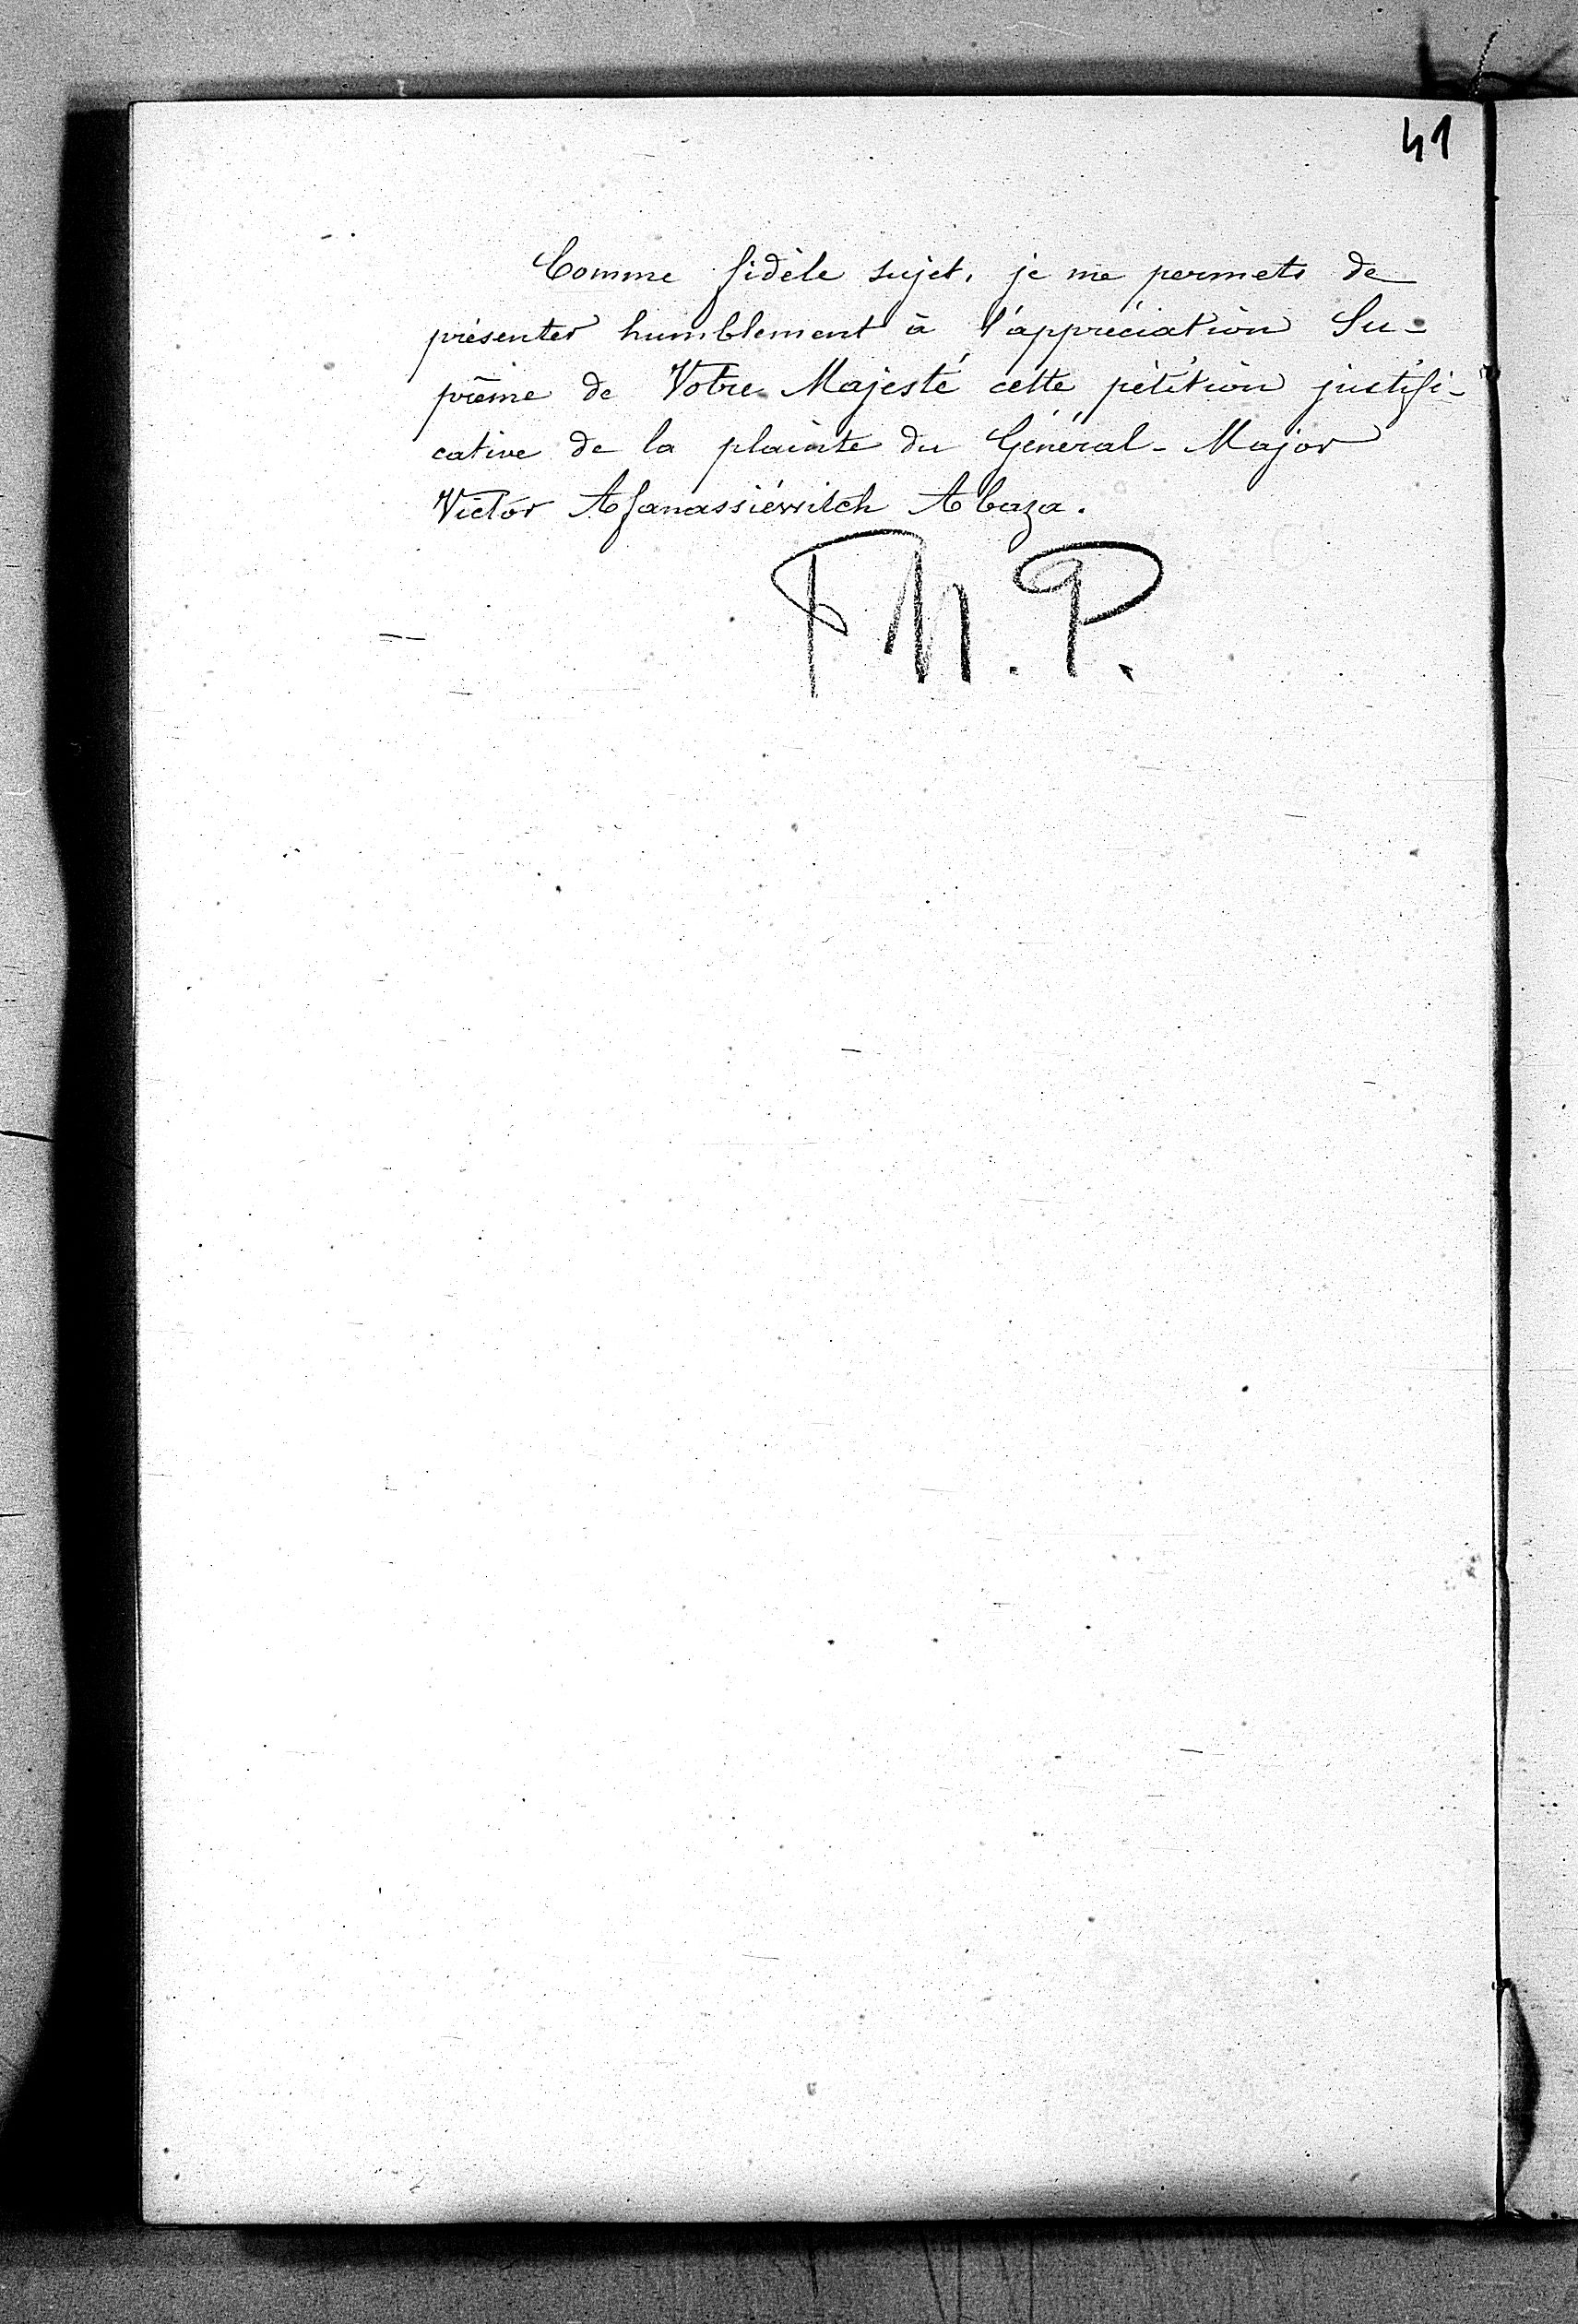 41
Comme fidèle sujet, je me permets de
présenter humblement à l'appréciation Su-
prême de Votre Majesté cette pétition justifi-
cative de la plainte du Général-Major
Victor Afanassiéwitch Abaza.